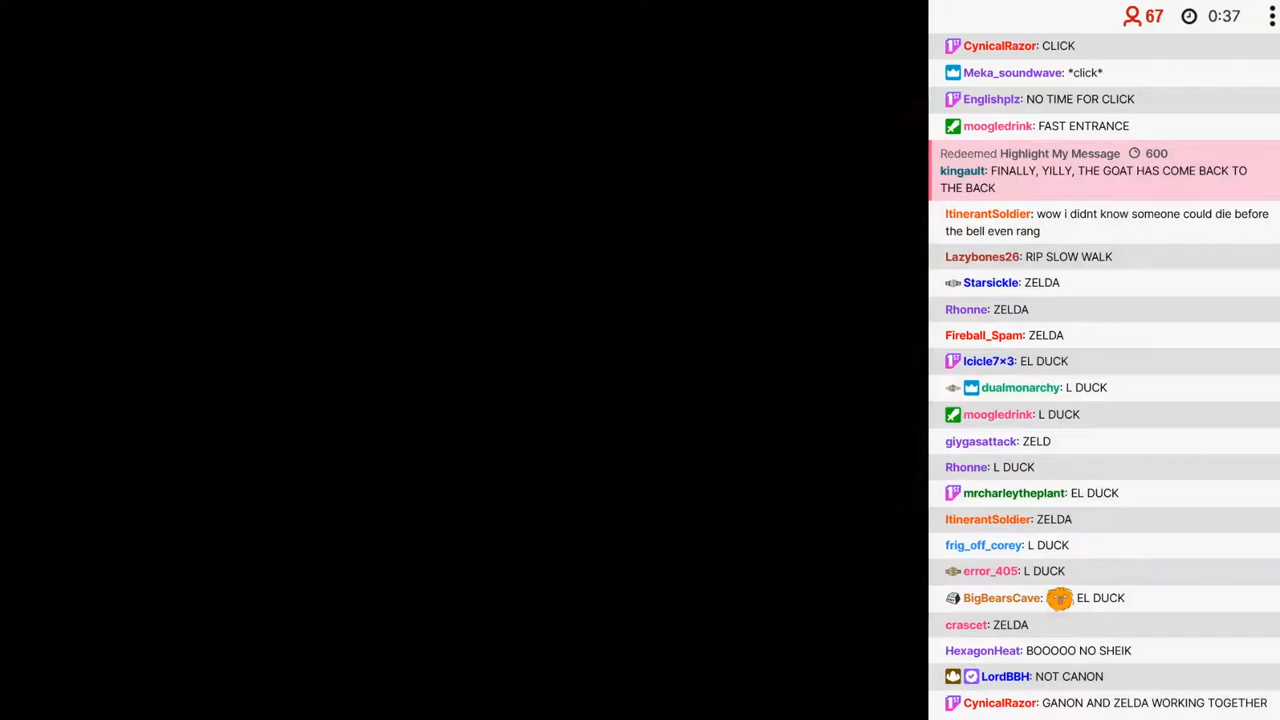 67 0:37
CynicalRazor: CLICK
Meka_soundwave: *click*
Englishplz: NO TIME FOR CLICK
moogledrink: FAST ENTRANCE
Redeemed Highlight My Message 600
kingault: FINALLY, YILLY, THE GOAT HAS COME BACK TO
THE BACK
ItinerantSoldier: wow i didnt know someone could die before
the bell even rang
Lazybones26: RIP SLOW WALK
Starsickle: ZELDA
Rhonne: ZELDA
Fireball_Spam: ZELDA
Icicle7x3: EL DUCK
dualmonarchy: L DUCK
moogledrink: L DUCK
giygasattack: ZELD
Rhonne: L DUCK
mrcharleytheplant: EL DUCK
ItinerantSoldier: ZELDA
frig_off_corey: L DUCK
error_405: L DUCK
BigBearsCave: EL DUCK
crascet: ZELDA
HexagonHeat: BOOOOO NO SHEIK
LordBBH: NOT CANON
CynicalRazor: GANON AND ZELDA WORKING TOGETHER